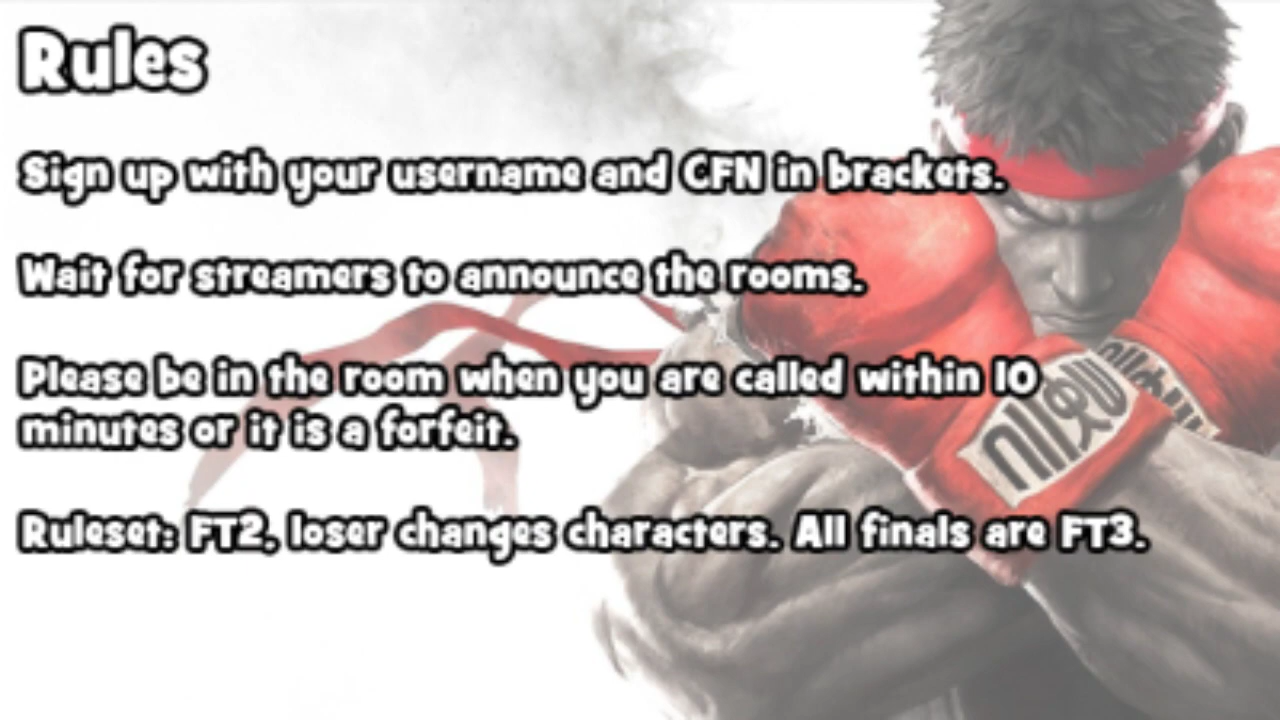 Rules
Sign up with your username and CFN in brackets.
Wait for streamers to announce the rooms.
Please be in the room when you are called within 10
minutes or it is a forfeit.
Ruleset: FT2, loser changes characters. All finals are FT3.